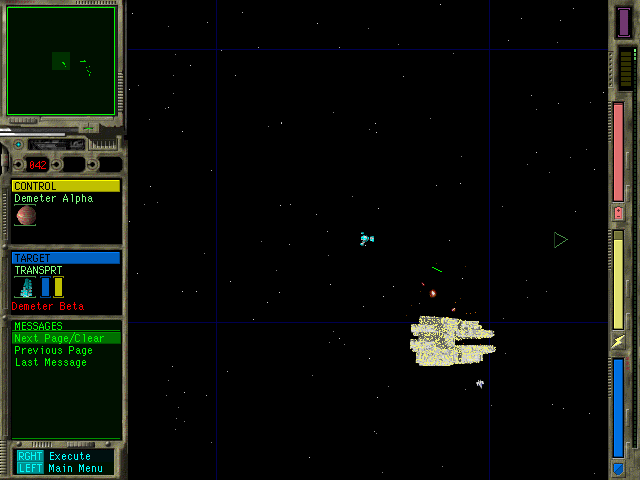 042
CONTROL
Demeter Alpha
TARGET
TRANSPRT
Demeter Beta
MESSAGES
Next Page/Clear
Previous Page
Last Message
RGHT Execute
LEFT Main Menu